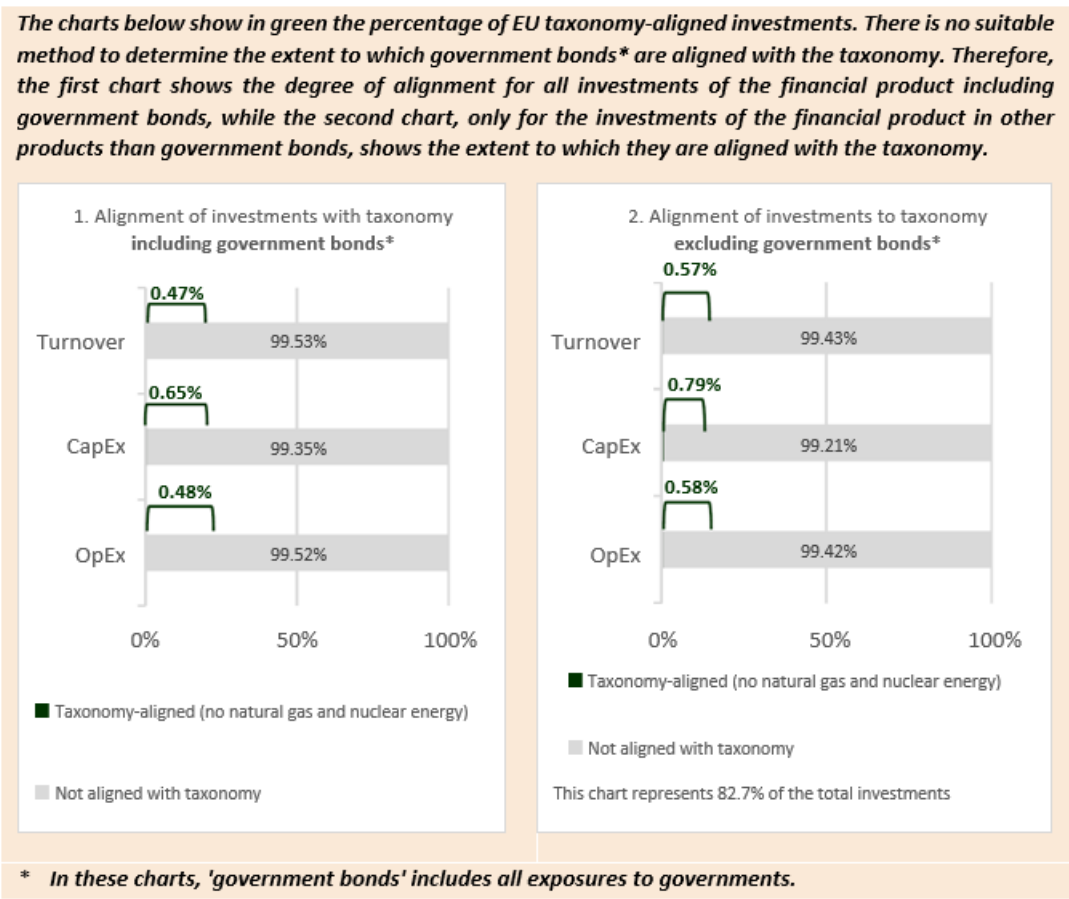 The charts below show in green the percentage of EU taxonomy-aligned investments. There is no suitable
method to determine the extent to which government bonds* are aligned with the taxonomy. Therefore,
the first chart shows the degree of alignment for all investments of the financial product including
government bonds, while the second chart, only for the investments of the financial product in other
products than government bonds, shows the extent to which they are aligned with the taxonomy.
1. Alignment of investments with taxonomy
including government bonds*
0.47%
Turnover
99.53%
0.65%
CapEx
99.35%
0.48%
OpEx
99.52%
0%
50%
100%
Taxonomy-aligned (no natural gas and nuclear energy)
Not aligned with taxonomy
2. Alignment of investments to taxonomy
excluding government bonds*
0.57%
Turnover
99.43%
0.79%
CapEx
99.21%
0.58%
OpEx
99.42%
0%
50%
100%
Taxonomy-aligned (no natural gas and nuclear energy)
Not aligned with taxonomy
This chart represents 82.7% of the total investments
* In these charts, 'government bonds' includes all exposures to governments.